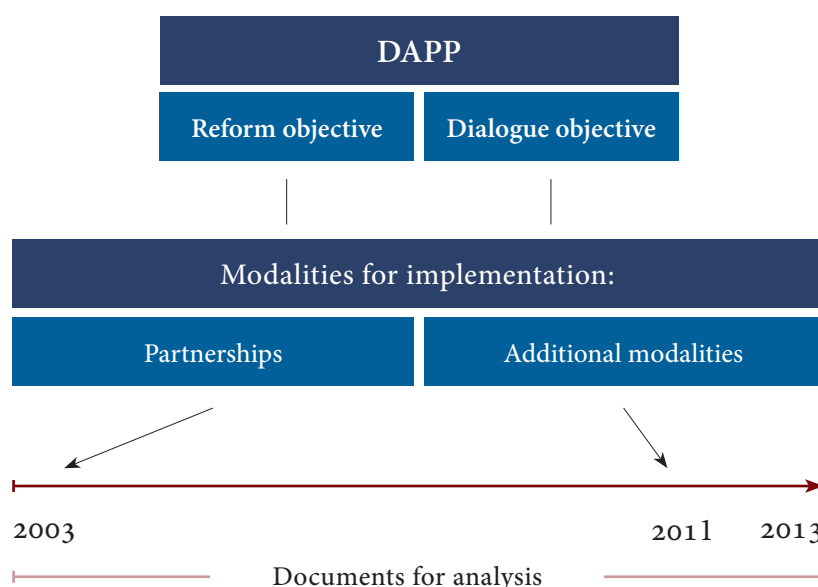 DAPP
Reform objective
Dialogue objective
Modalities for implementation:
Partnerships
Additional modalities
2003
2011
2013
Documents for analysis